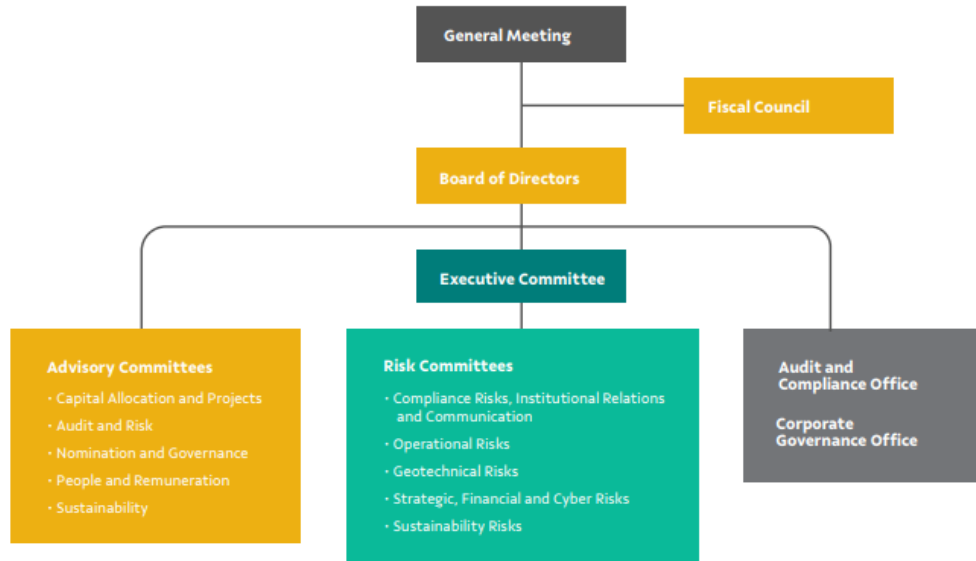 General Meeting
Fiscal Council
Board of Directors
Executive Committee
Advisory Committees
· Capital Allocation and Projects
· Audit and Risk
· Nomination and Governance
· People and Remuneration
· Sustainability
Risk Committees
· Compliance Risks, Institutional Relations
and Communication
· Operational Risks
· Geotechnical Risks
· Strategic, Financial and Cyber Risks
· Sustainability Risks
Audit and
Compliance Office
Corporate
Governance Office